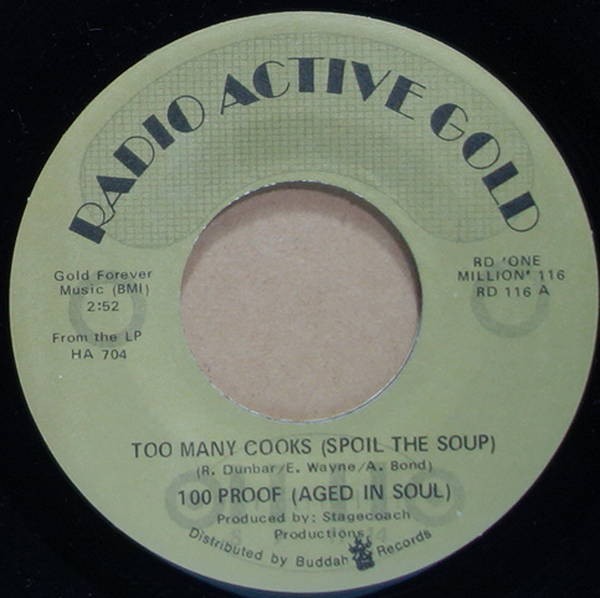 RADIO ACTIVE GOLD
Gold Forever
Music (BMI)
2:52
From the LP
HA 704
RD 'ONE
MILLION' 116
RD 116 A
TOO MANY COOKS (SPOIL THE SOUP)
(R. Dunbar/E. Wayne/A. Bond)
100 PROOF (AGED IN SOUL)
Produced by: Stagecoach
Productions
Distributed by Buddah Records